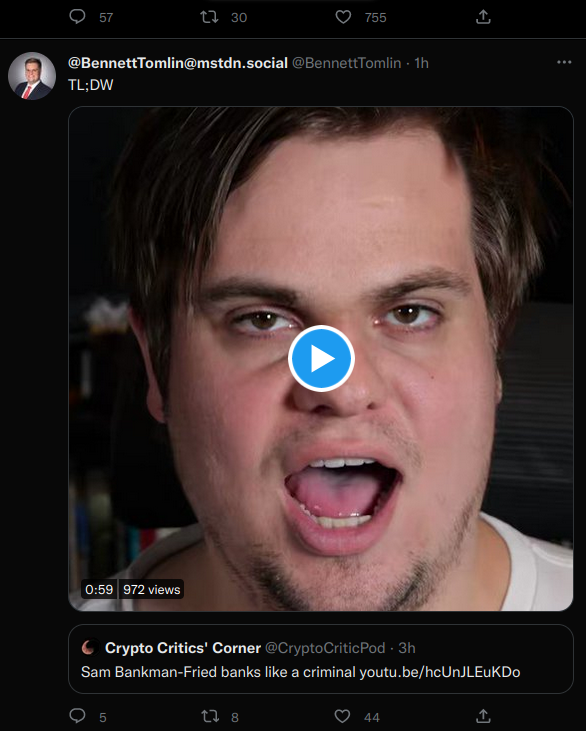 57 30 755
@BennettTomlin@mstdn.social @BennettTomlin · 1h
TL;DW
0:59 972 views
Crypto Critics' Corner @CryptoCriticPod · 3h
Sam Bankman-Fried banks like a criminal youtu.be/hcUnJLEuKDo
5 8 44